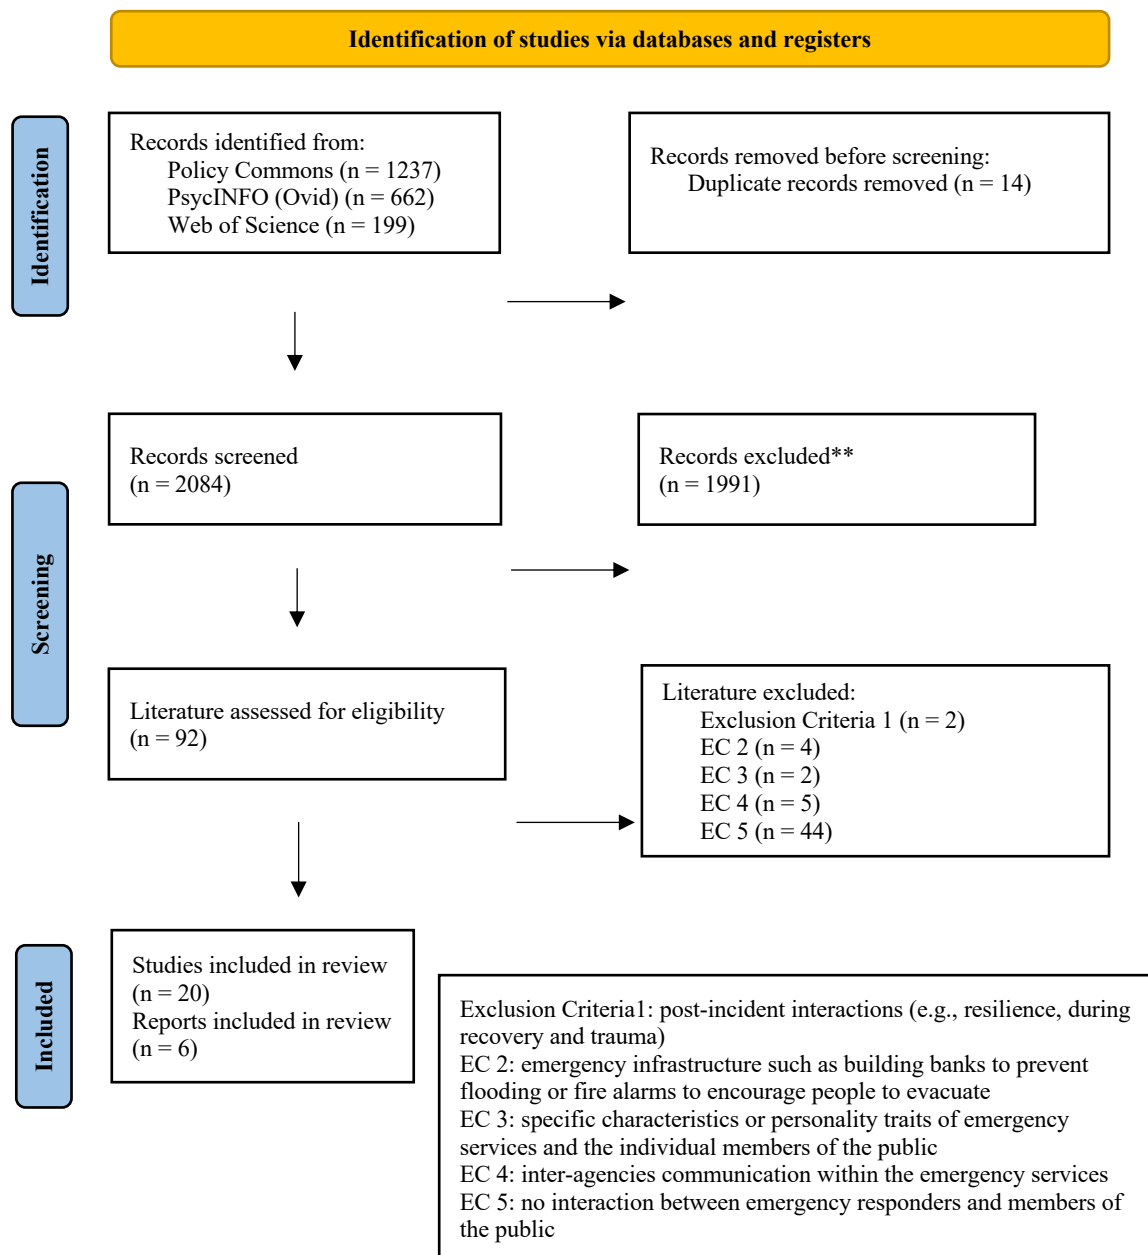 Identification of studies via databases and registers
Identification
Records identified from:
Policy Commons (n = 1237)
PsycINFO (Ovid) (n = 662)
Web of Science (n = 199)
Records removed before screening:
Duplicate records removed (n = 14)
Screening
Records screened
(n = 2084)
Records excluded**
(n = 1991)
Literature assessed for eligibility
(n = 92)
Literature excluded:
Exclusion Criteria 1 (n = 2)
EC 2 (n = 4)
EC 3 (n = 2)
EC 4 (n = 5)
EC 5 (n = 44)
Included
Studies included in review
(n = 20)
Reports included in review
(n = 6)
Exclusion Criteria1: post-incident interactions (e.g., resilience, during
recovery and trauma)
EC 2: emergency infrastructure such as building banks to prevent
flooding or fire alarms to encourage people to evacuate
EC 3: specific characteristics or personality traits of emergency
services and the individual members of the public
EC 4: inter-agencies communication within the emergency services
EC 5: no interaction between emergency responders and members of
the public